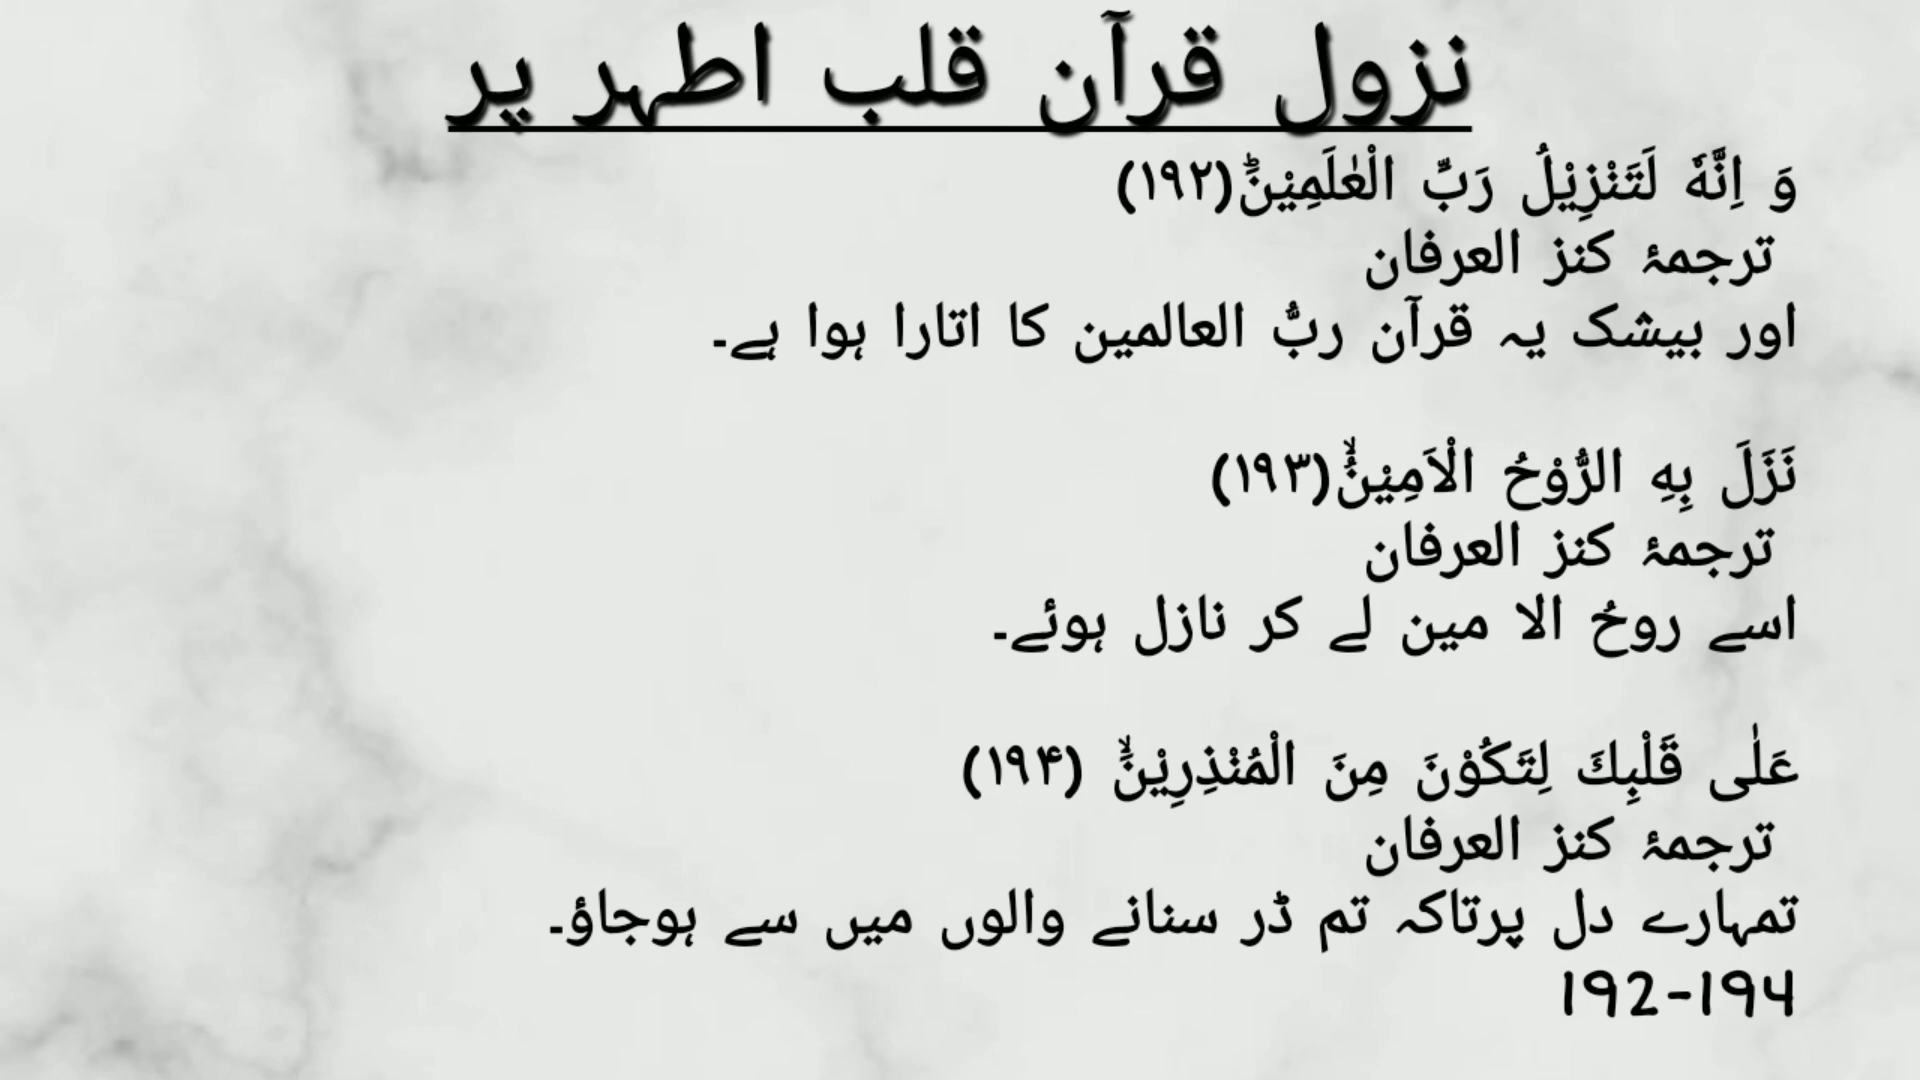 نزول قرآن قلب اطہر پر
وَ اِنَّهٗ لَتَنْزِیْلُ رَبِّ الْعٰلَمِیْنَؕ(۱۹۲)
ترجمۂ کنز العرفان
اور بیشک یہ قرآن ربُّ العالمین کا اتارا ہوا ہے۔
نَزَلَ بِهِ الرُّوْحُ الْاَمِیْنُۙ(۱۹۳)
ترجمۂ کنز العرفان
اسے روحُ الا مین لے کر نازل ہوئے۔
عَلٰى قَلْبِكَ لِتَكُوْنَ مِنَ الْمُنْذِرِیْنَۙ (۱۹۴)
ترجمۂ کنز العرفان
تمہارے دل پرتاکہ تم ڈر سنانے والوں میں سے ہوجاؤ۔
192-194